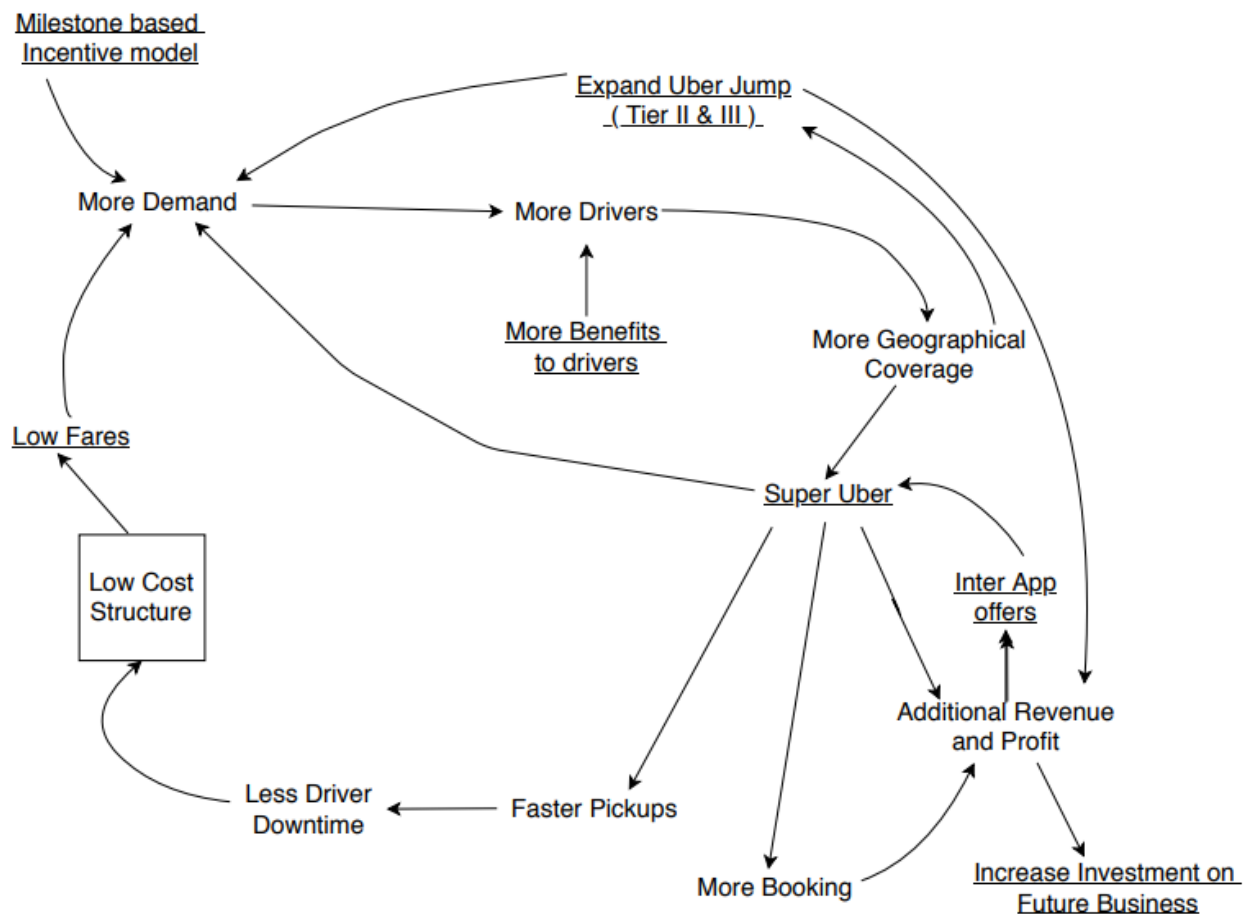 Milestone based
Incentive model
Expand Uber Jump
( Tier II & III )
More Demand
More Drivers
More Benefits
to drivers
More Geographical
Coverage
Low Fares
Super Uber
Low Cost
Structure
Inter App
offers
Additional Revenue
and Profit
Less Driver
Downtime
Faster Pickups
More Booking
Increase Investment on
Future Business